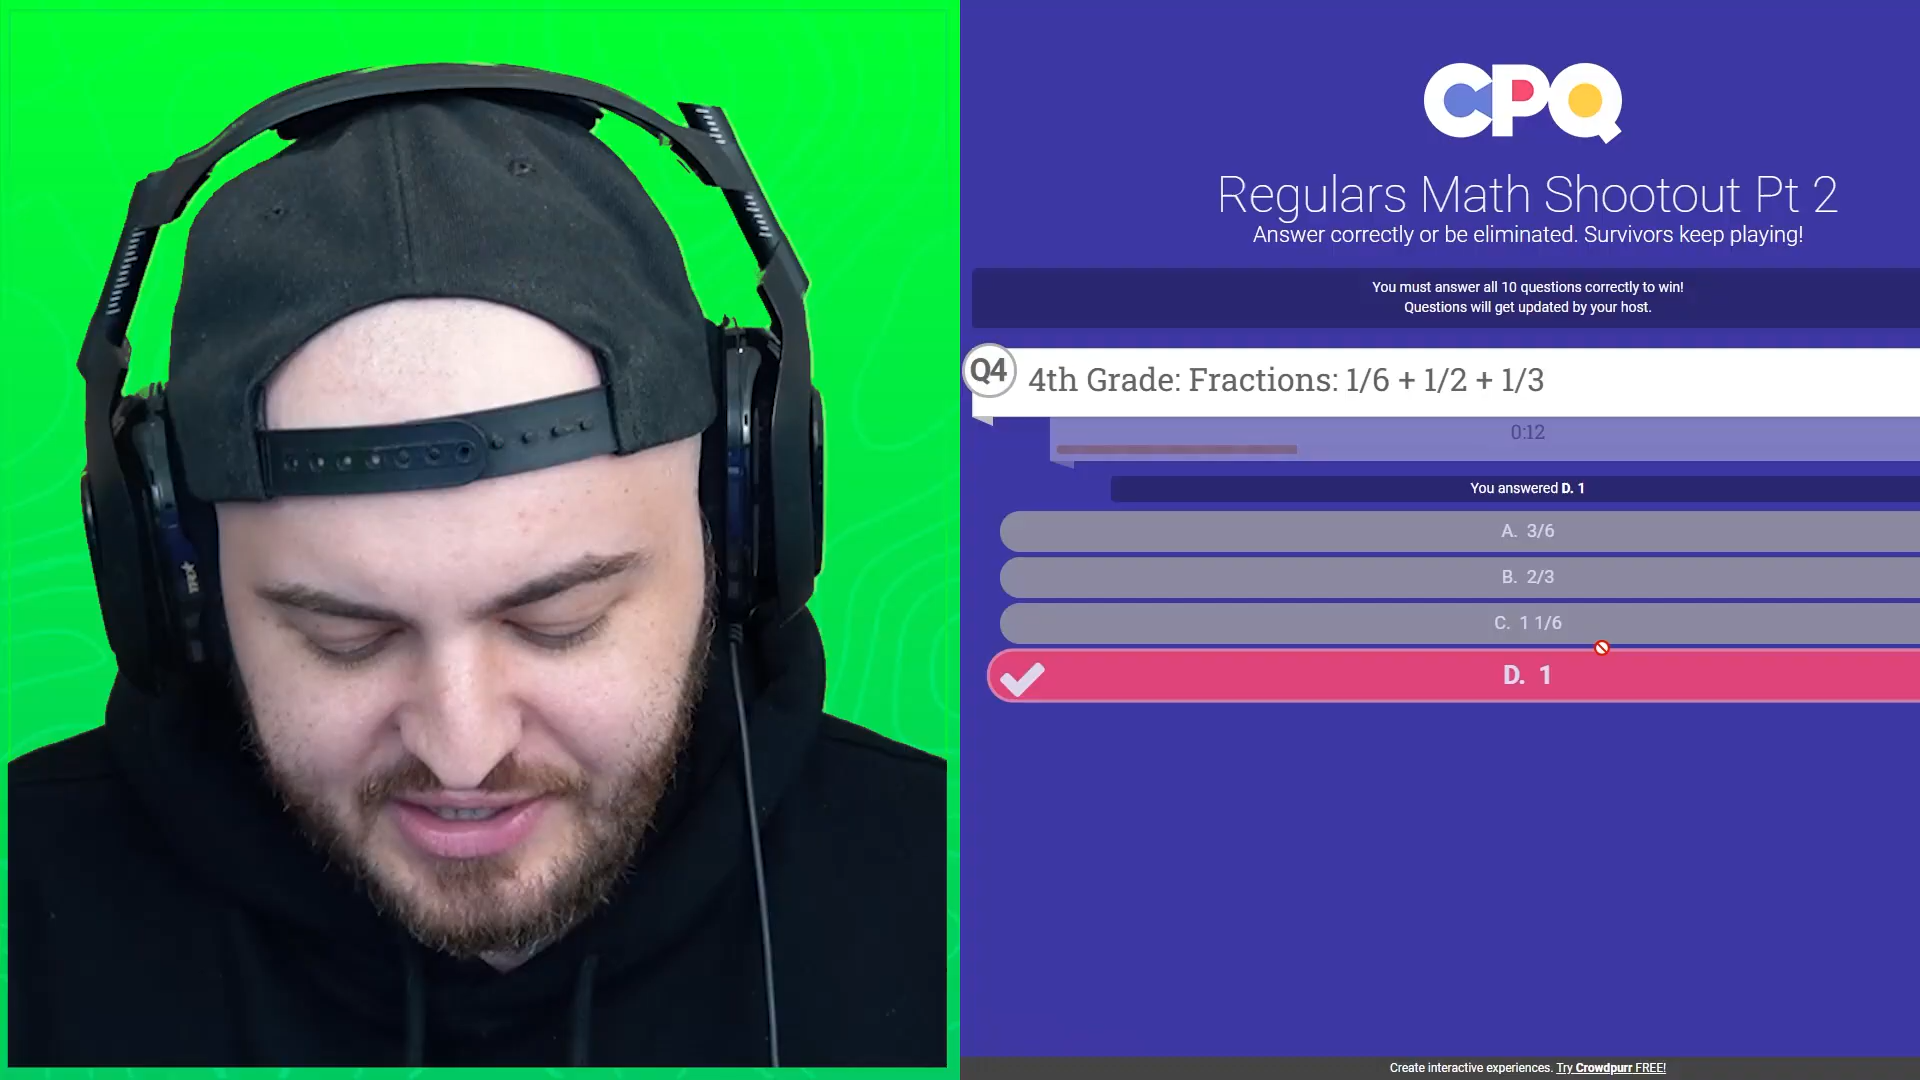 CPQ
Regulars Math Shootout Pt 2
Answer correctly or be eliminated. Survivors keep playing!
You must answer all 10 questions correctly to win!
Questions will get updated by your host.
Q4
4th Grade: Fractions: 1/6 + 1/2 + 1/3
0:12
You answered D. 1
A. 3/6
B. 2/3
C. 1 1/6
D. 1
Create interactive experiences. Try Crowdpurr FREE!